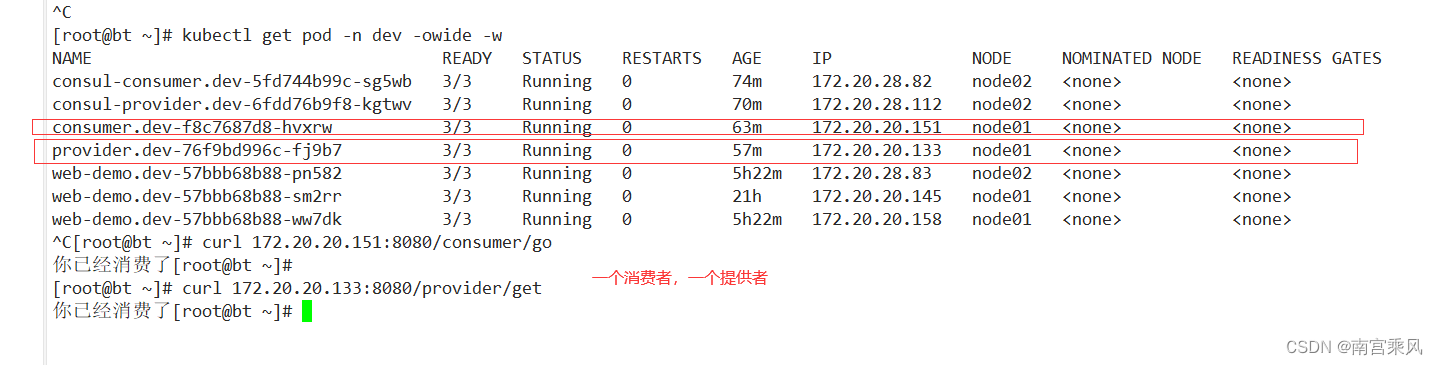 ^C
[root@bt ~]# kubectl get pod -n dev -owide -w
NAME READY STATUS RESTARTS AGE IP NODE NOMINATED NODE READINESS GATES
consul-consumer.dev-5fd744b99c-sg5wb 3/3 Running 0 74m 172.20.28.82 node02 <none> <none>
consul-provider.dev-6fdd76b9f8-kgtwv 3/3 Running 0 70m 172.20.28.112 node02 <none> <none>
consumer.dev-f8c7687d8-hvxrw 3/3 Running 0 63m 172.20.20.151 node01 <none> <none>
provider.dev-76f9bd996c-fj9b7 3/3 Running 0 57m 172.20.20.133 node01 <none> <none>
web-demo.dev-57bbb68b88-pn582 3/3 Running 0 5h22m 172.20.28.83 node02 <none> <none>
web-demo.dev-57bbb68b88-sm2rr 3/3 Running 0 21h 172.20.20.145 node01 <none> <none>
web-demo.dev-57bbb68b88-ww7dk 3/3 Running 0 5h22m 172.20.20.158 node01 <none> <none>
^C[root@bt ~]# curl 172.20.20.151:8080/consumer/go
你已经消费了[root@bt ~]#
一个消费者，一个提供者
[root@bt ~]# curl 172.20.20.133:8080/provider/get
你已经消费了[root@bt ~]#
CSDN @南宫乘风